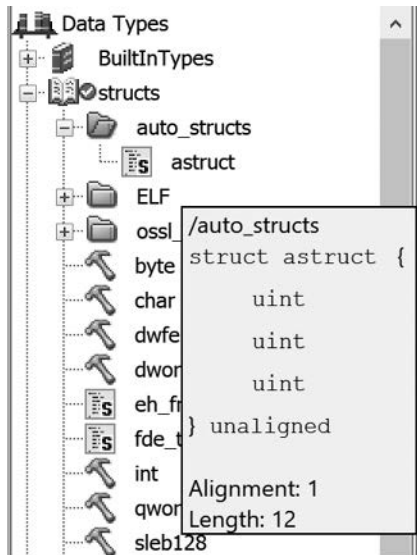 Data Types
BuiltInTypes
structs
auto_structs
astruct
ELF
ossl_
byte
char
dwfe
dwor
eh_fr
fde_t
int
qwor
sleb128
/auto_structs
struct astruct {
uint
uint
uint
} unaligned
Alignment: 1
Length: 12